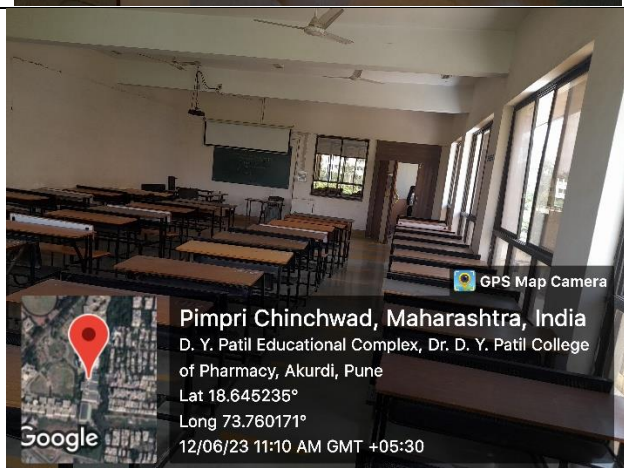 GPS Map Camera
Pimpri Chinchwad, Maharashtra, India
D. Y. Patil Educational Complex, Dr. D. Y. Patil College
of Pharmacy, Akurdi, Pune
Lat 18.645235°
Long 73.760171°
12/06/23 11:10 AM GMT +05:30
Google